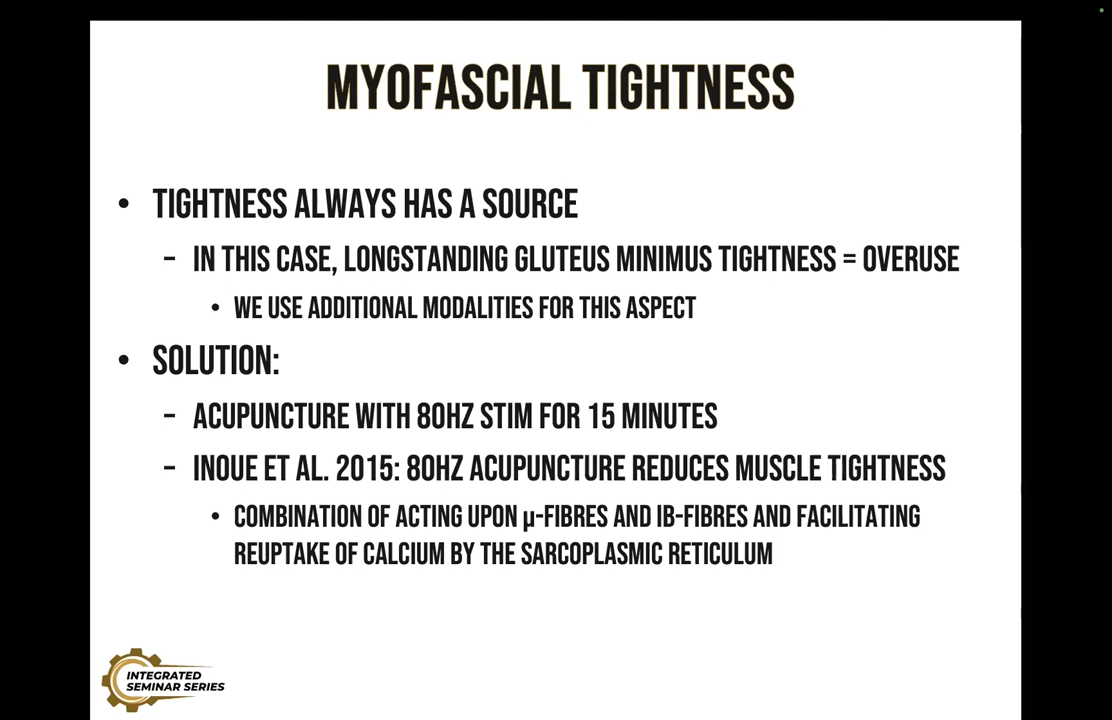 MYOFASCIAL TIGHTNESS
• TIGHTNESS ALWAYS HAS A SOURCE
– IN THIS CASE, LONGSTANDING GLUTEUS MINIMUS TIGHTNESS = OVERUSE
• WE USE ADDITIONAL MODALITIES FOR THIS ASPECT
• SOLUTION:
– ACUPUNCTURE WITH 80HZ STIM FOR 15 MINUTES
– INOUE ET AL. 2015: 80HZ ACUPUNCTURE REDUCES MUSCLE TIGHTNESS
• COMBINATION OF ACTING UPON µ-FIBRES AND IB-FIBRES AND FACILITATING
REUPTAKE OF CALCIUM BY THE SARCOPLASMIC RETICULUM
INTEGRATED
SEMINAR SERIES